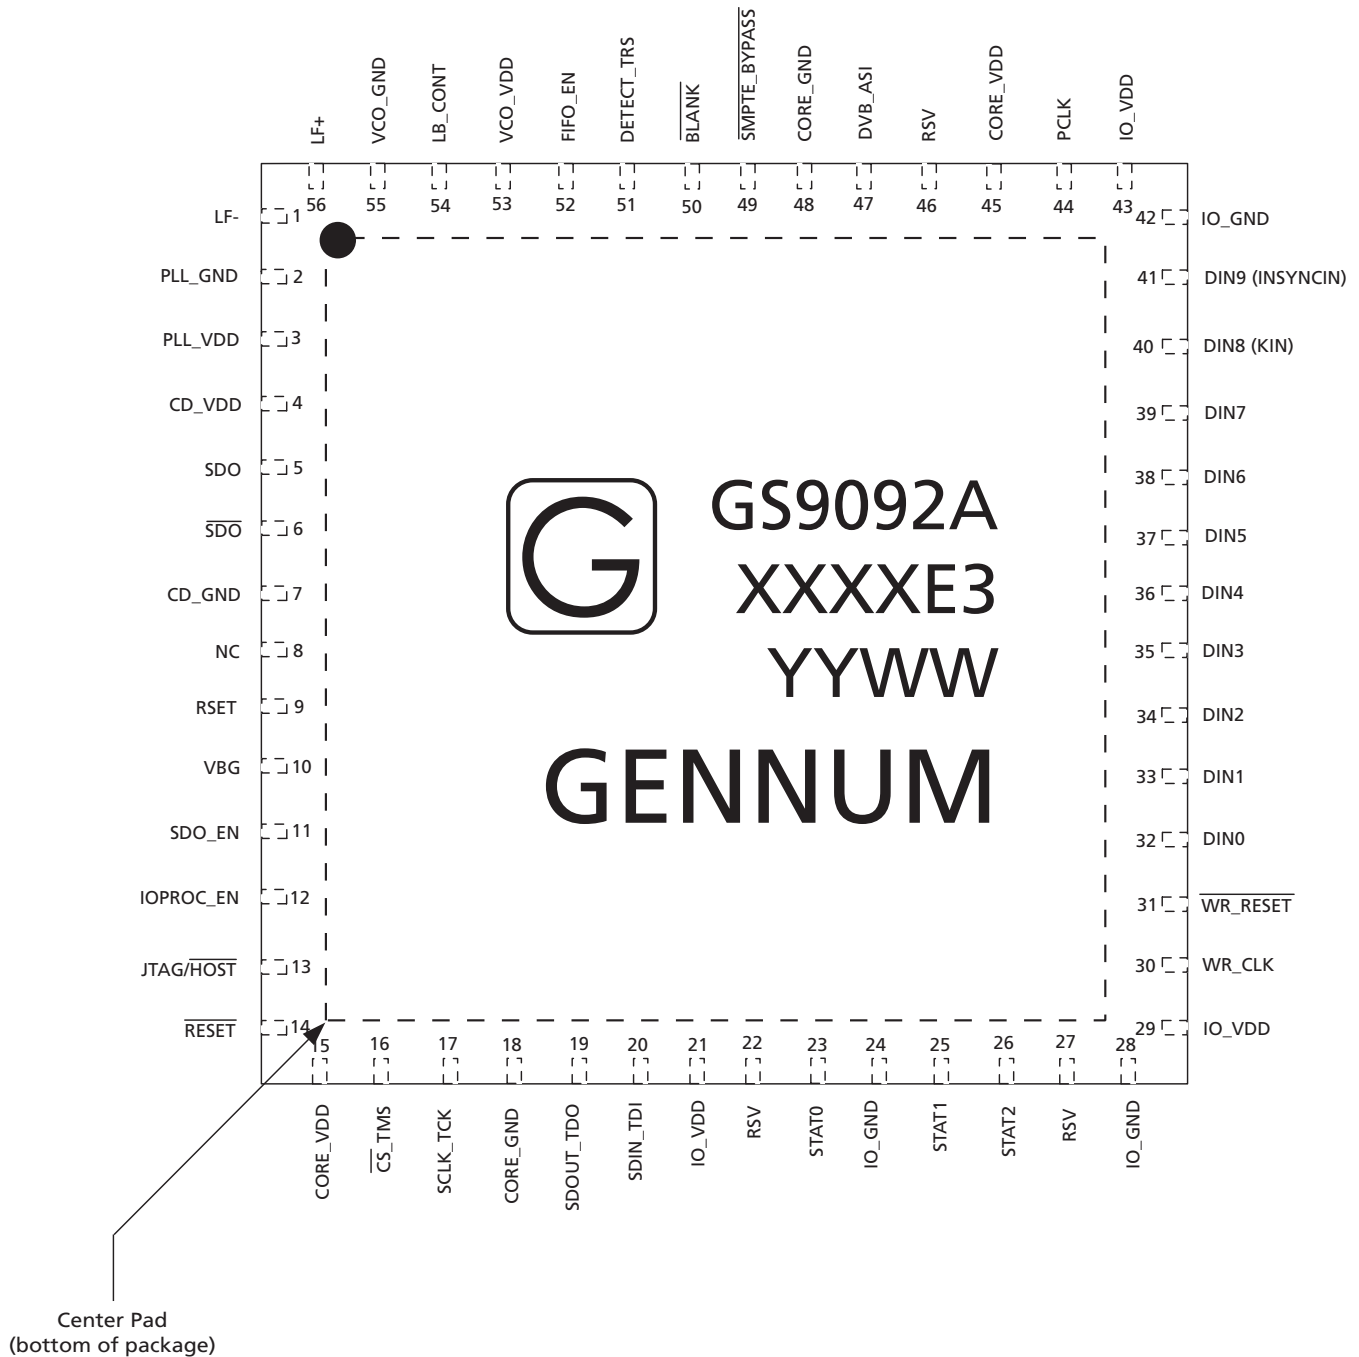 LF+
VCO_GND
LB_CONT
VCO_VDD
FIFO_EN
DETECT_TRS
BLANK
SMPTE_BYPASS
CORE_GND
DVB_ASI
RSV
CORE_VDD
PCLK
IO_VDD
56 55 54 53 52 51 50 49 48 47 46 45 44 43
LF- 1
PLL_GND 2
PLL_VDD 3
CD_VDD 4
SDO 5
SDO 6
CD_GND 7
NC 8
RSET 9
VBG 10
SDO_EN 11
IOPROC_EN 12
JTAG/HOST 13
RESET 14
G
GS9092A
XXXXE3
YYWW
GENNUM
42 IO_GND
41 DIN9 (INSYNCIN)
40 DIN8 (KIN)
39 DIN7
38 DIN6
37 DIN5
36 DIN4
35 DIN3
34 DIN2
33 DIN1
32 DIN0
31 WR_RESET
30 WR_CLK
29 IO_VDD
15 16 17 18 19 20 21 22 23 24 25 26 27 28
CORE_VDD
CS_TMS
SCLK_TCK
CORE_GND
SDOUT_TDO
SDIN_TDI
IO_VDD
RSV
STAT0
IO_GND
STAT1
STAT2
RSV
IO_GND
Center Pad
(bottom of package)